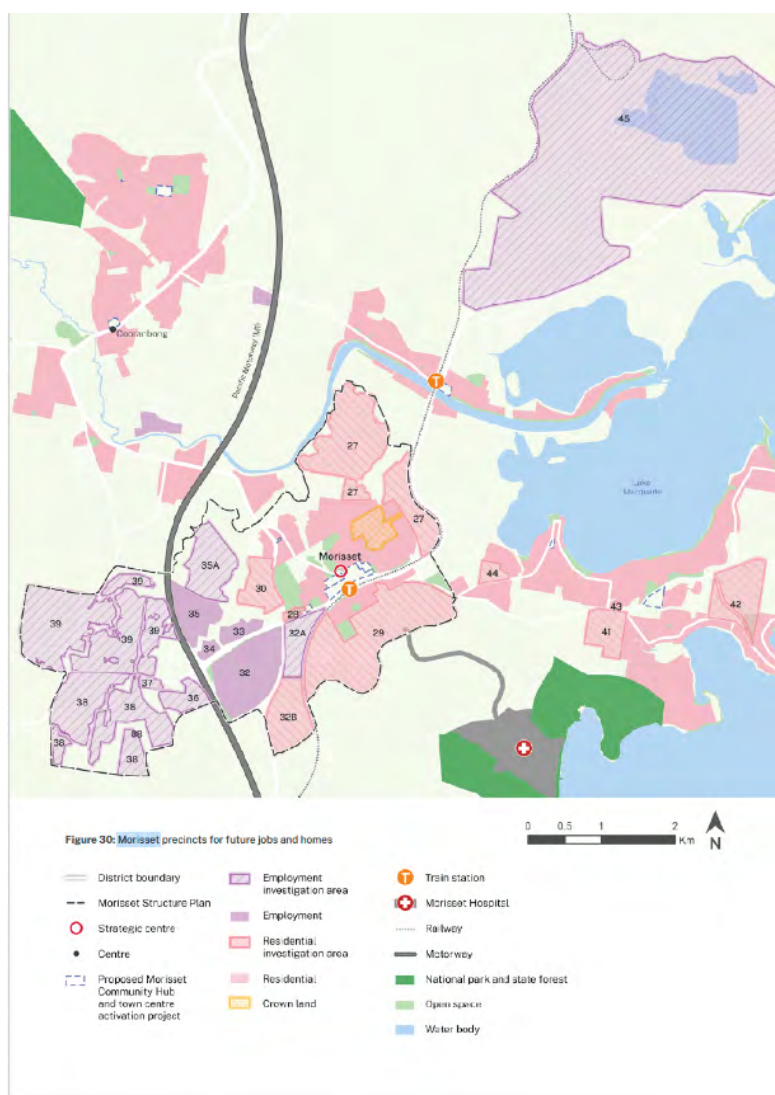 45
Cooranbong
Pacific Motorway (M1)
27
Lake
Macquarie
27
27
35A
Morisset
30
44
39
28
42
39
39
35
33
32A
43
34
29
41
37
32
38
38
36
32B
38
38
38
Figure 30: Morisset precincts for future jobs and homes
0 0.5 1 2
Km
N
District boundary
Morisset Structure Plan
Strategic centre
Centre
Proposed Morisset
Community Hub
and town centre
activation project
Employment
investigation area
Employment
Residential
investigation area
Residential
Crown land
T Train station
Morisset Hospital
Railway
Motorway
National park and state forest
Open space
Water body